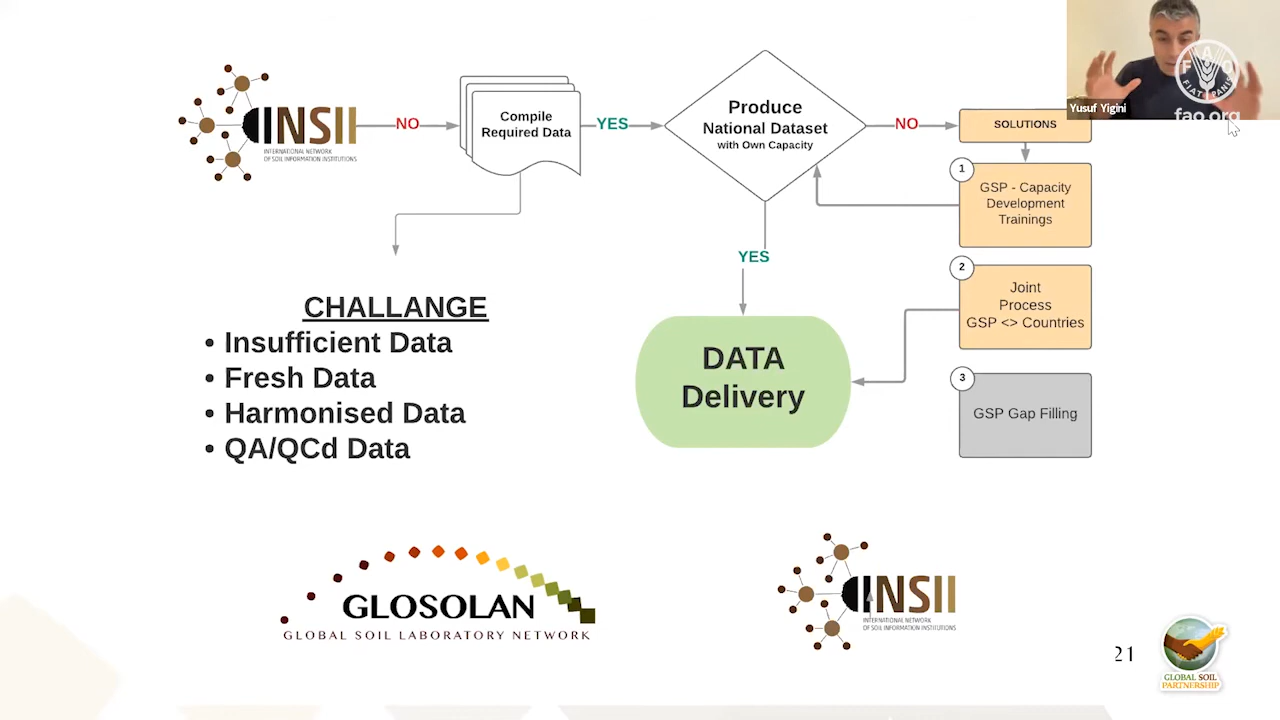 INSII
INTERNATIONAL NETWORK
OF SOIL INFORMATION INSTITUTIONS
NO
Compile
Required Data
YES
Produce
National Dataset
with Own Capacity
NO
SOLUTIONS
1
GSP - Capacity
Development
Trainings
2
Joint
Process
GSP <> Countries
3
GSP Gap Filling
YES
DATA
Delivery
CHALLANGE
• Insufficient Data
• Fresh Data
• Harmonised Data
• QA/QCd Data
GLOSOLAN
GLOBAL SOIL LABORATORY NETWORK
INSII
INTERNATIONAL NETWORK
OF SOIL INFORMATION INSTITUTIONS
21
GLOBAL SOIL
PARTNERSHIP
Yusuf Yigini
FAO
FIAT PANIS
fao.org